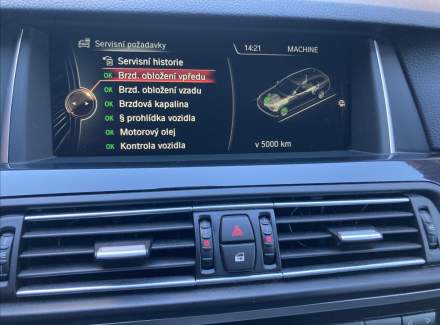 Servisní požadavky
14:21
MACHINE
Servisní historie
OK Brzd. obložení vpředu
OK Brzd. obložení vzadu
OK Brzdová kapalina
OK § prohlídka vozidla
OK Motorový olej
OK Kontrola vozidla
v 5000 km